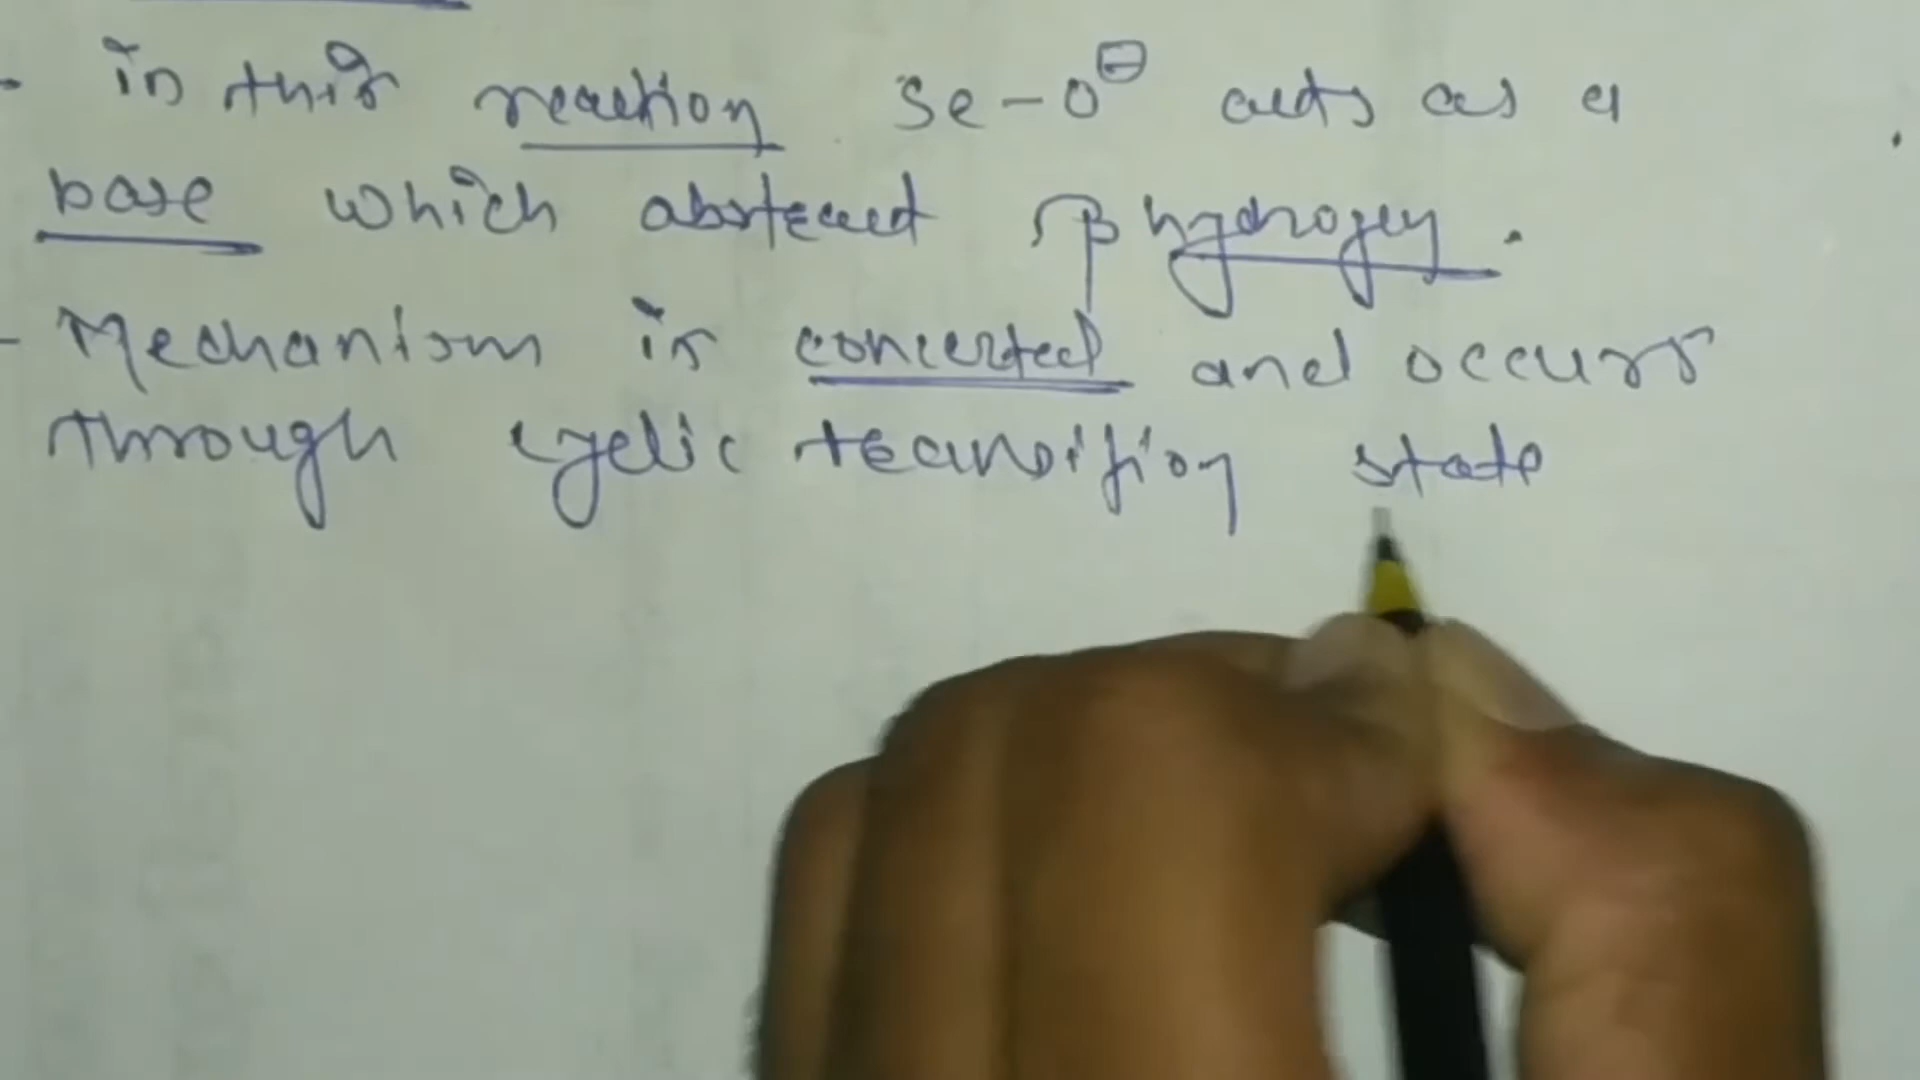 - in this reaction Se-O⊖ acts as a
base which abstract β hydrogen.
- Mechanism is concerted and occurs
through cyclic transition state